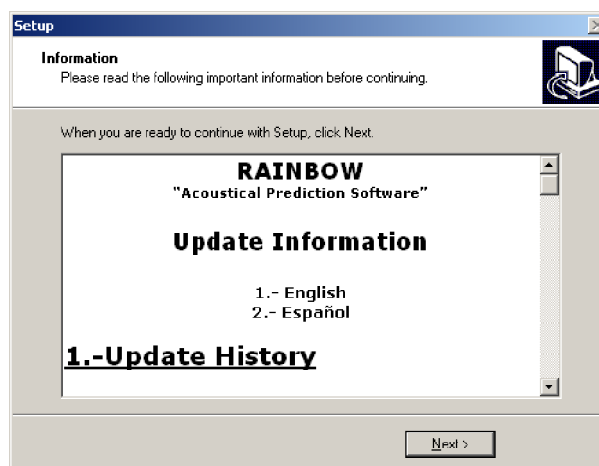 Setup
Information
Please read the following important information before continuing.
When you are ready to continue with Setup, click Next.
RAINBOW
"Acoustical Prediction Software"
Update Information
1.- English
2.- Español
1.-Update History
Next >